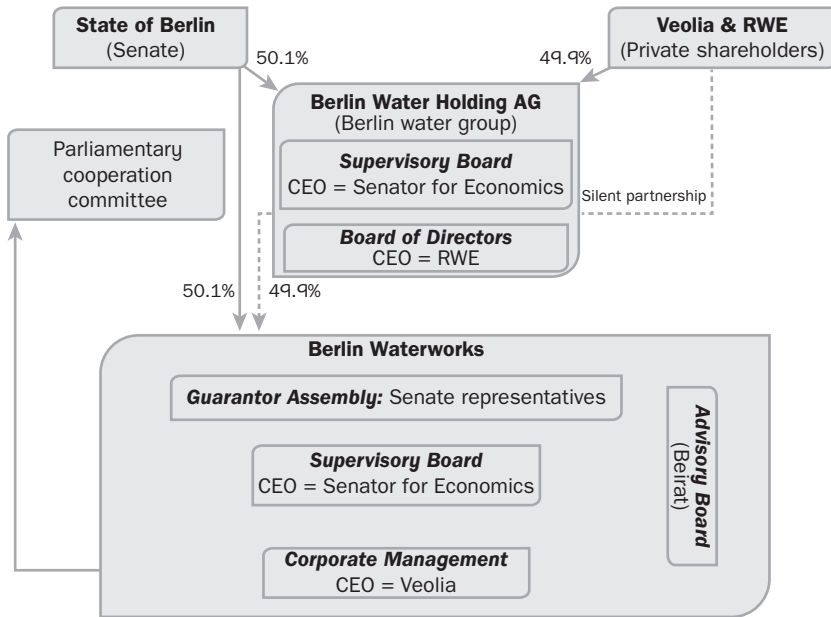 State of Berlin
(Senate)
Veolia & RWE
(Private shareholders)
50.1%
49.9%
Berlin Water Holding AG
(Berlin water group)
Supervisory Board
CEO = Senator for Economics
Board of Directors
CEO = RWE
Parliamentary
cooperation
committee
Silent partnership
50.1%
49.9%
Berlin Waterworks
Guarantor Assembly: Senate representatives
Supervisory Board
CEO = Senator for Economics
Corporate Management
CEO = Veolia
Advisory Board
(Beirat)